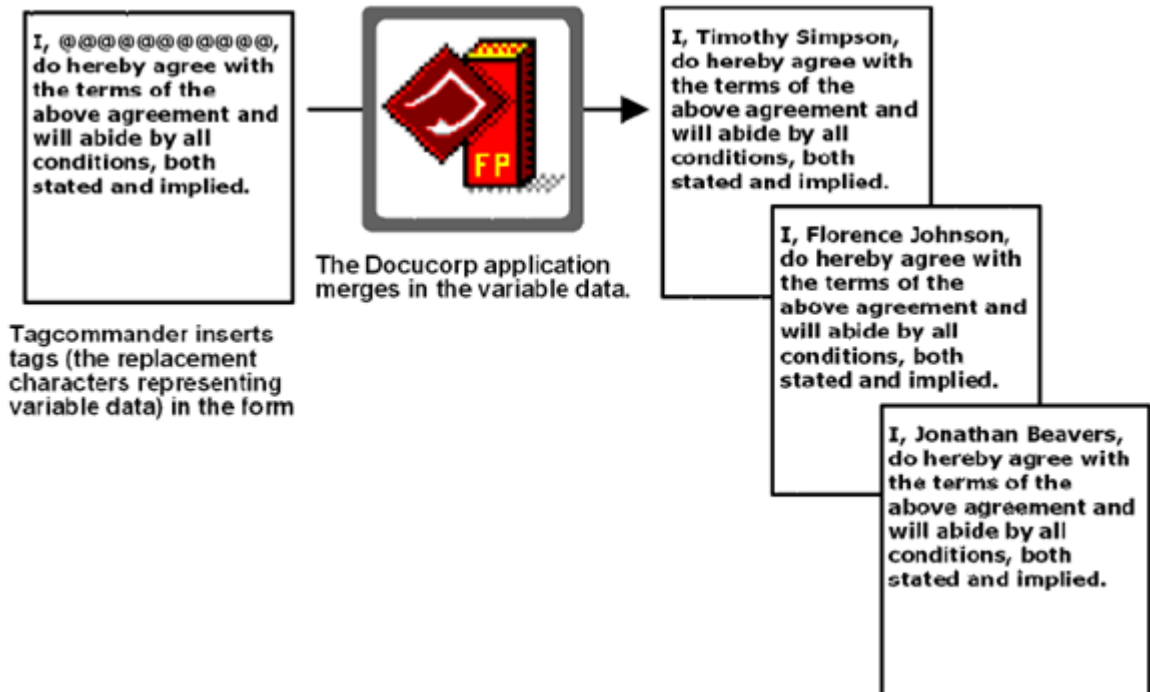 I, @@@@@@@@@@@,
do hereby agree with
the terms of the
above agreement and
will abide by all
conditions, both
stated and implied.
Tagcommander inserts
tags (the replacement
characters representing
variable data) in the form
FP
The Docucorp application
merges in the variable data.
I, Timothy Simpson,
do hereby agree with
the terms of the
above agreement and
will abide by all
conditions, both
stated and implied.
I, Florence Johnson,
do hereby agree with
the terms of the
above agreement and
will abide by all
conditions, both
stated and implied.
I, Jonathan Beavers,
do hereby agree with
the terms of the
above agreement and
will abide by all
conditions, both
stated and implied.